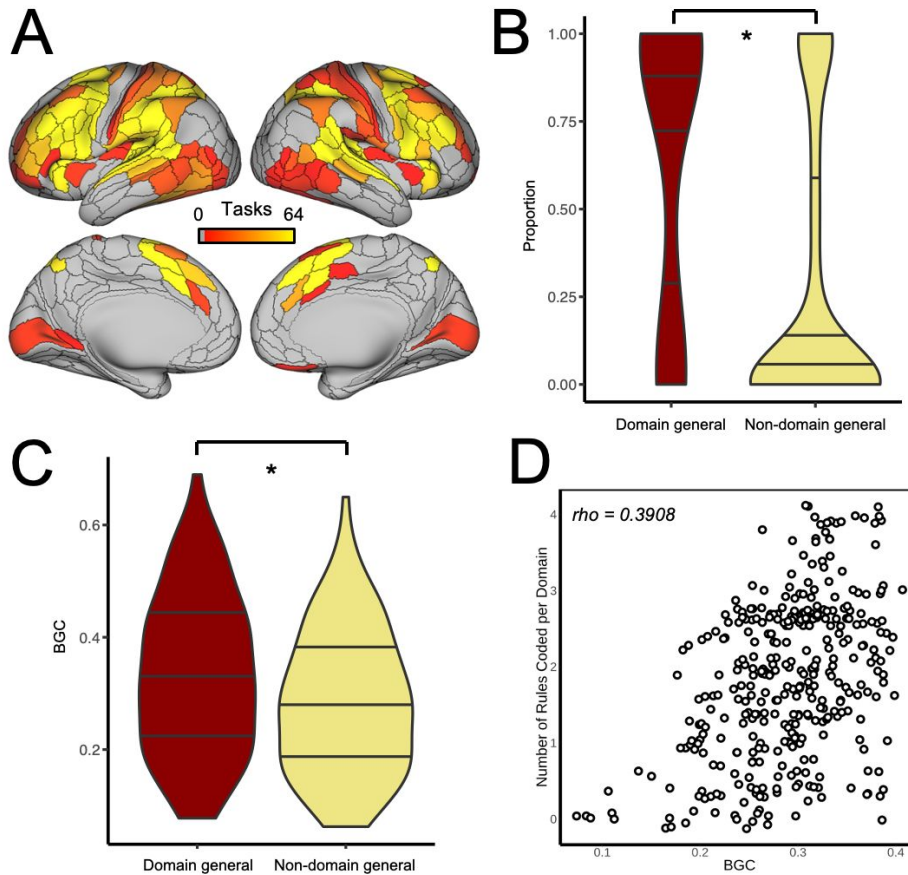 A
Tasks
0
64
B
*
1.00
0.75
0.50
0.25
0.00
Proportion
Domain general
Non-domain general
C
*
0.6
0.4
0.2
BGC
Domain general
Non-domain general
D
rho = 0.3908
4
3
2
1
0
Number of Rules Coded per Domain
0.1
0.2
0.3
0.4
BGC